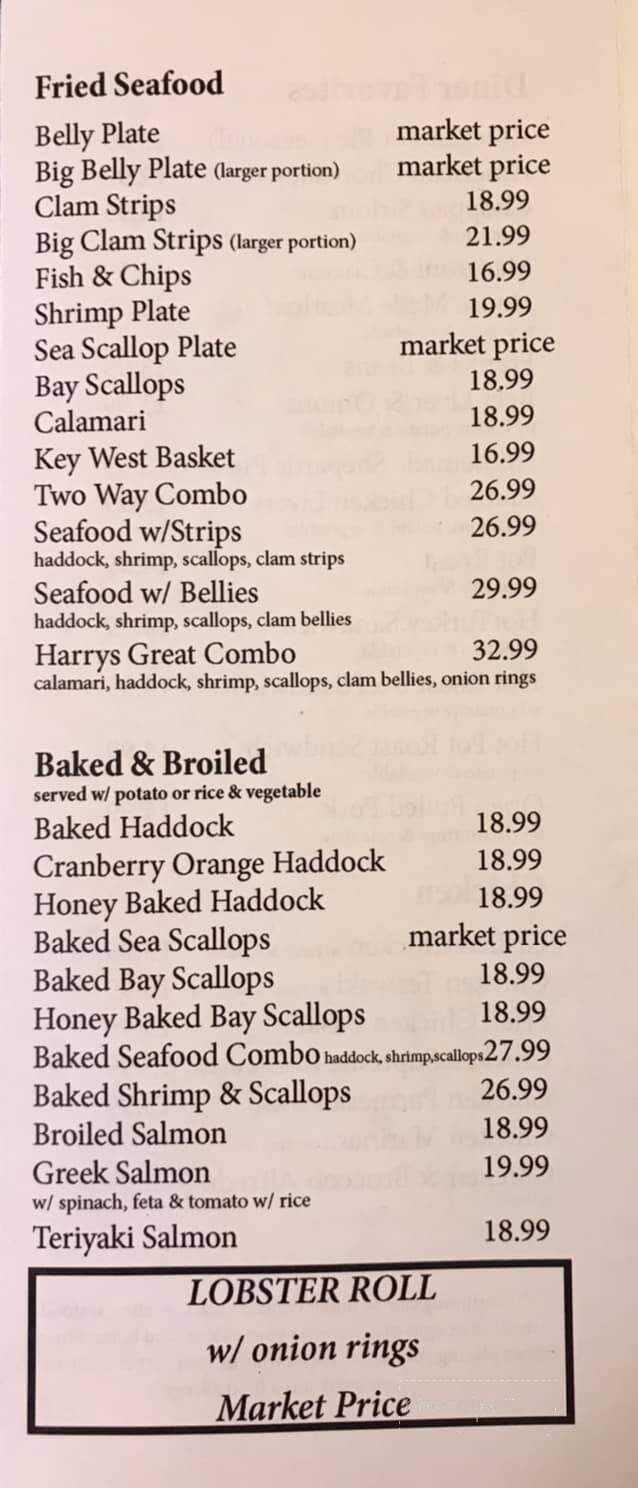 Fried Seafood
Belly Plate market price
Big Belly Plate (larger portion) market price
Clam Strips 18.99
Big Clam Strips (larger portion) 21.99
Fish & Chips 16.99
Shrimp Plate 19.99
Sea Scallop Plate market price
Bay Scallops 18.99
Calamari 18.99
Key West Basket 16.99
Two Way Combo 26.99
Seafood w/Strips 26.99
haddock, shrimp, scallops, clam strips
Seafood w/ Bellies 29.99
haddock, shrimp, scallops, clam bellies
Harrys Great Combo 32.99
calamari, haddock, shrimp, scallops, clam bellies, onion rings
Baked & Broiled
served w/ potato or rice & vegetable
Baked Haddock 18.99
Cranberry Orange Haddock 18.99
Honey Baked Haddock 18.99
Baked Sea Scallops market price
Baked Bay Scallops 18.99
Honey Baked Bay Scallops 18.99
Baked Seafood Combo haddock, shrimp,scallops 27.99
Baked Shrimp & Scallops 26.99
Broiled Salmon 18.99
Greek Salmon 19.99
w/ spinach, feta & tomato w/ rice
Teriyaki Salmon 18.99
LOBSTER ROLL
w/ onion rings
Market Price